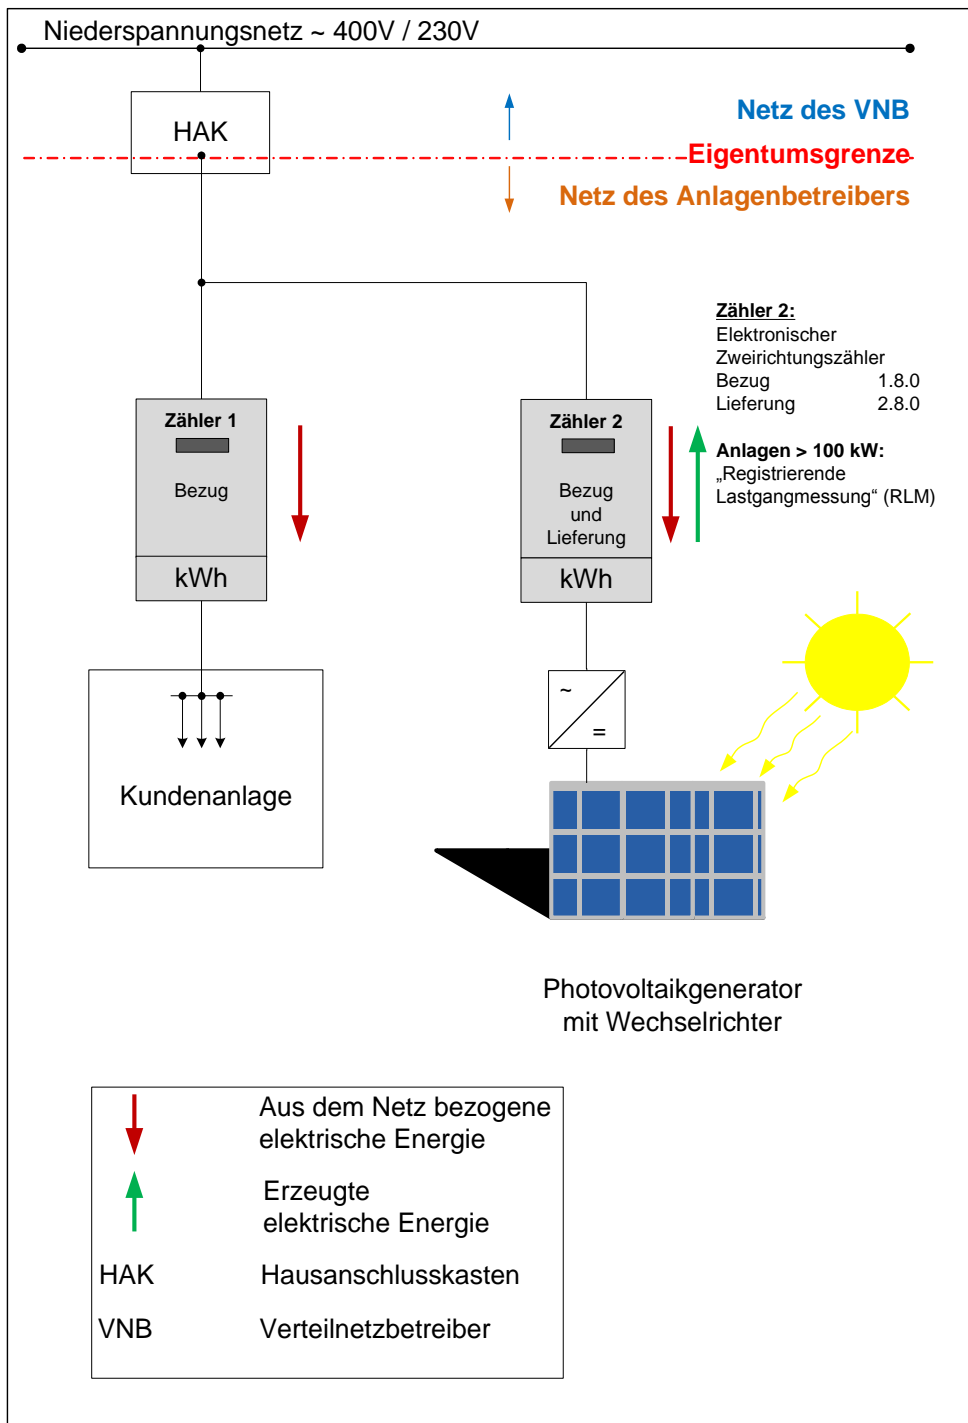 Niederspannungsnetz ~ 400V / 230V
HAK
Netz des VNB
Eigentumsgrenze
Netz des Anlagenbetreibers
Zähler 2:
Elektronischer
Zweirichtungszähler
Bezug 1.8.0
Lieferung 2.8.0
Anlagen > 100 kW:
„Registrierende
Lastgangmessung“ (RLM)
Zähler 1
Bezug
kWh
Zähler 2
Bezug
und
Lieferung
kWh
~
=
Kundenanlage
Photovoltaikgenerator
mit Wechselrichter
Aus dem Netz bezogene
elektrische Energie
Erzeugte
elektrische Energie
HAK Hausanschlusskasten
VNB Verteilnetzbetreiber